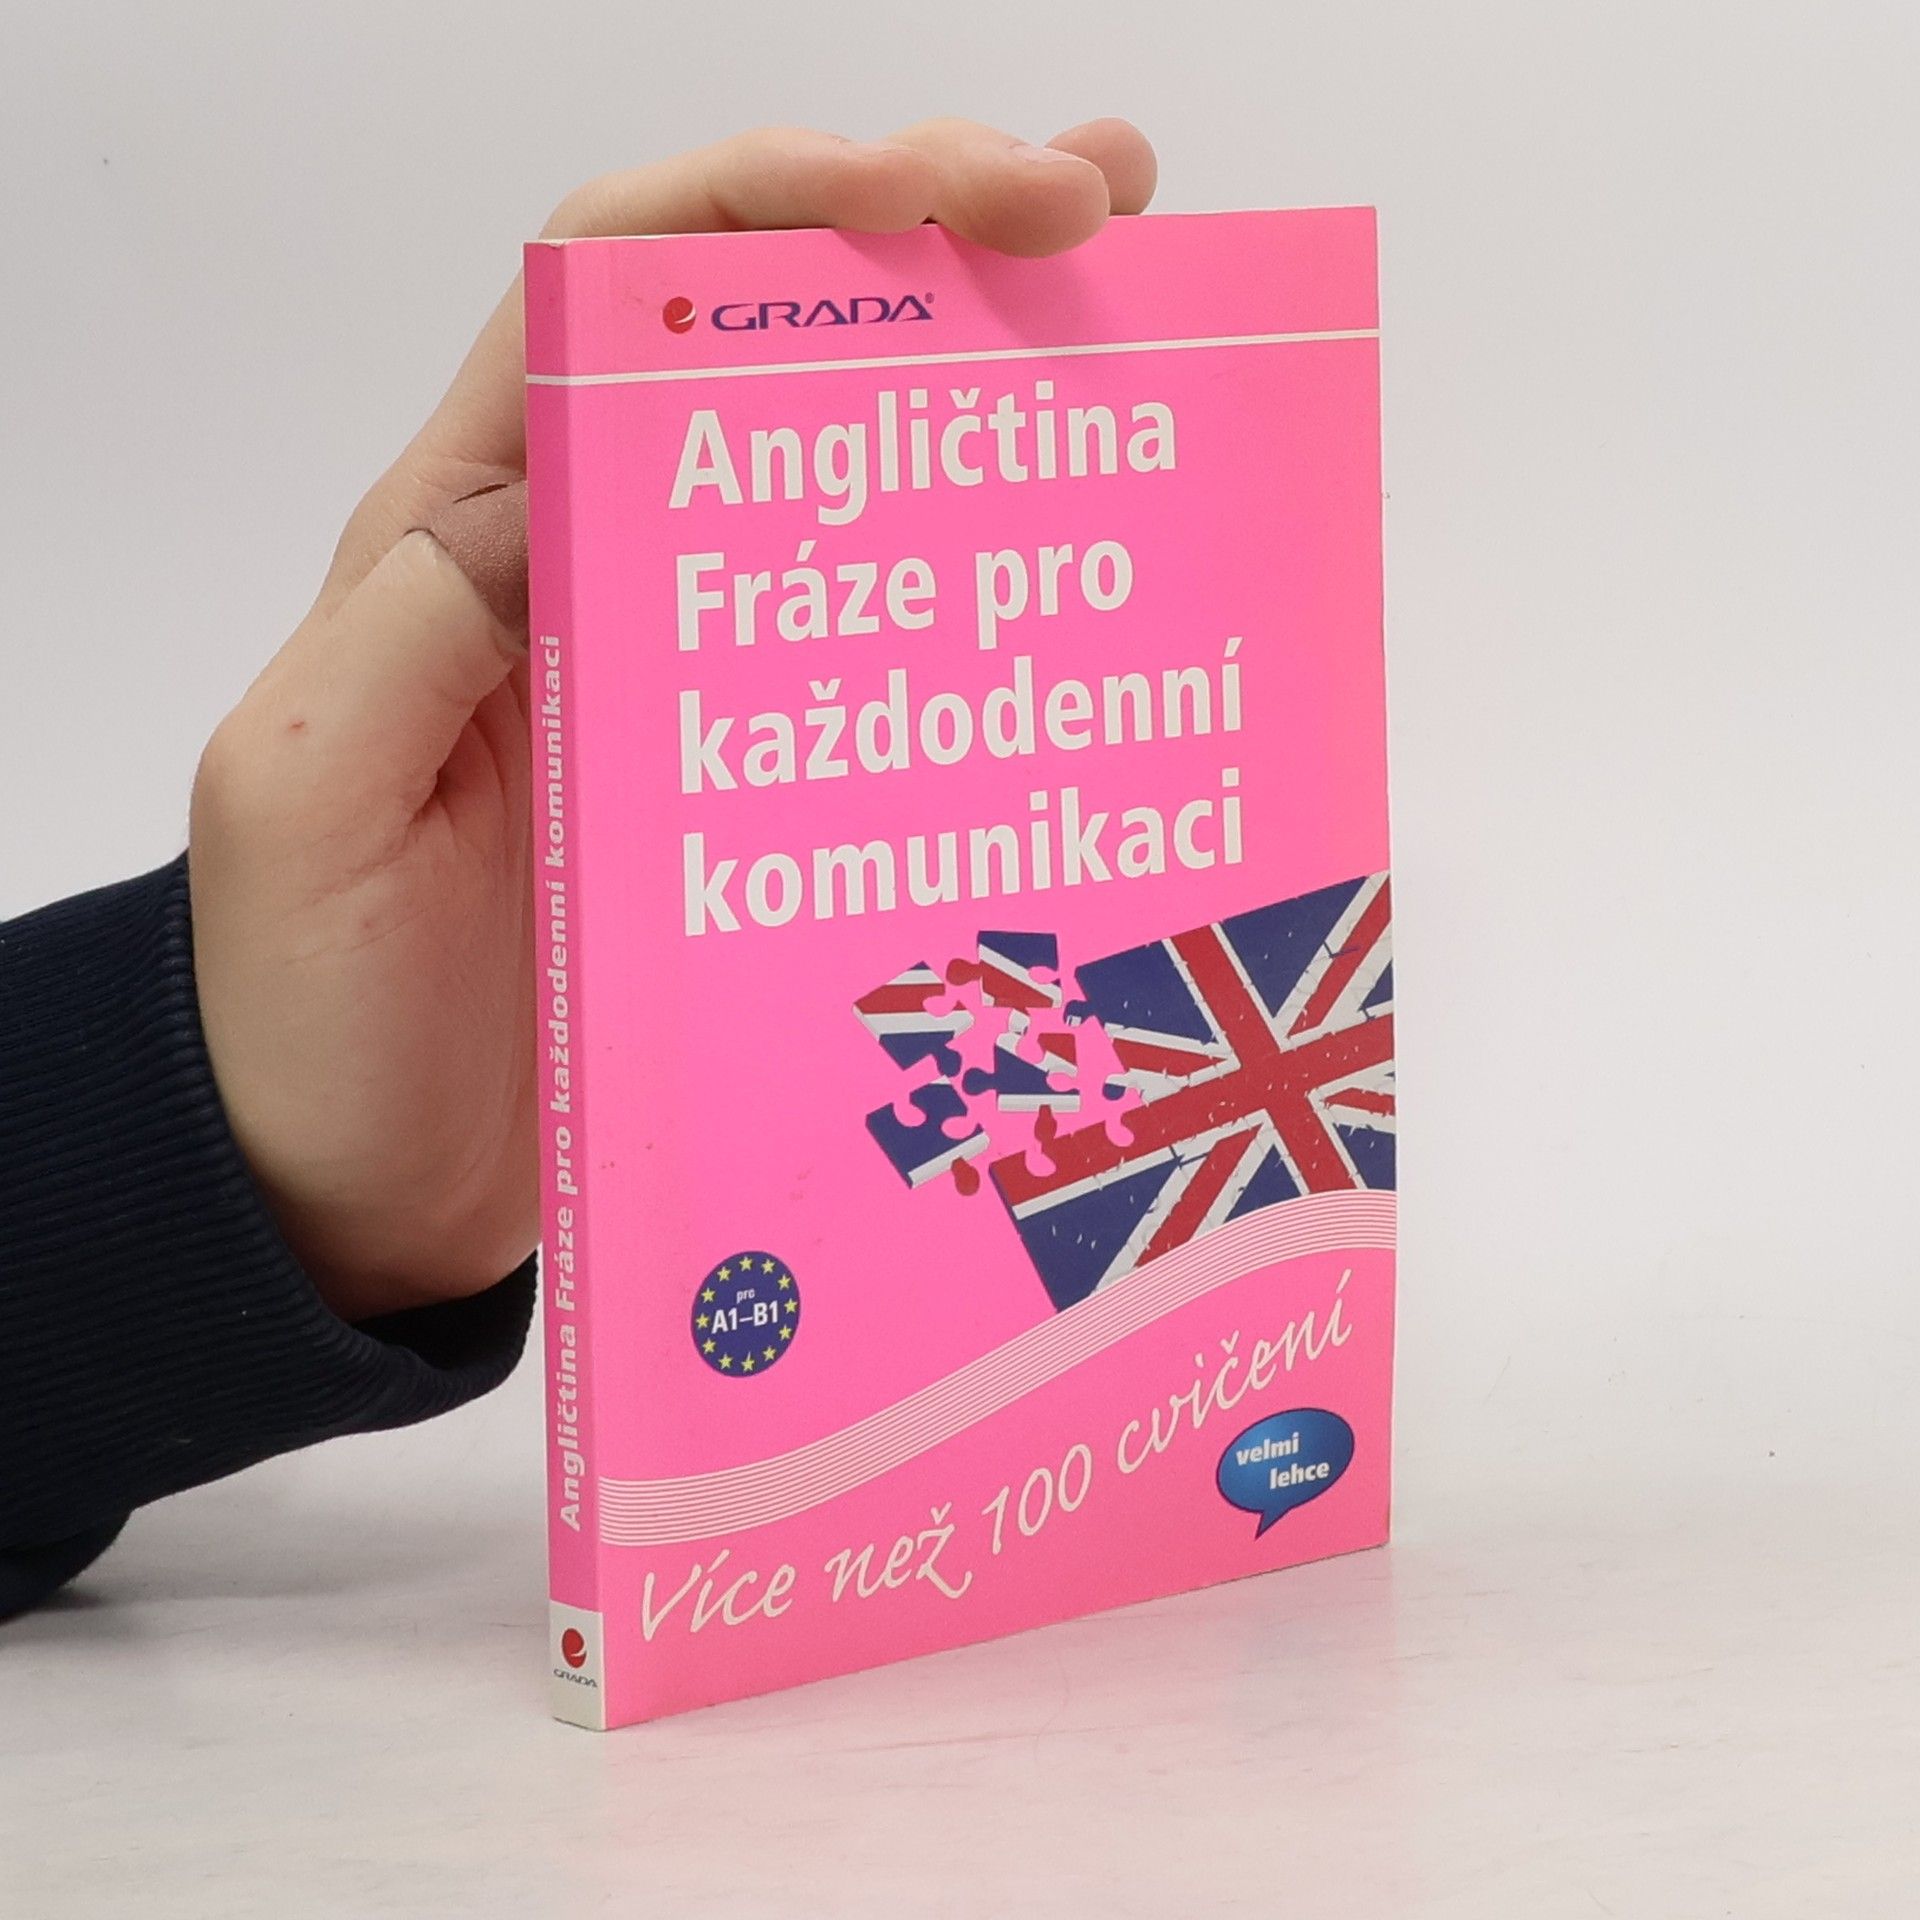 GRADA®
Angličtina
Fráze pro
každodenní
komunikaci
pro
A1–B1
Více než 100 cvičení
velmi
lehce
Angličtina Fráze pro každodenní komunikaci
GRADA